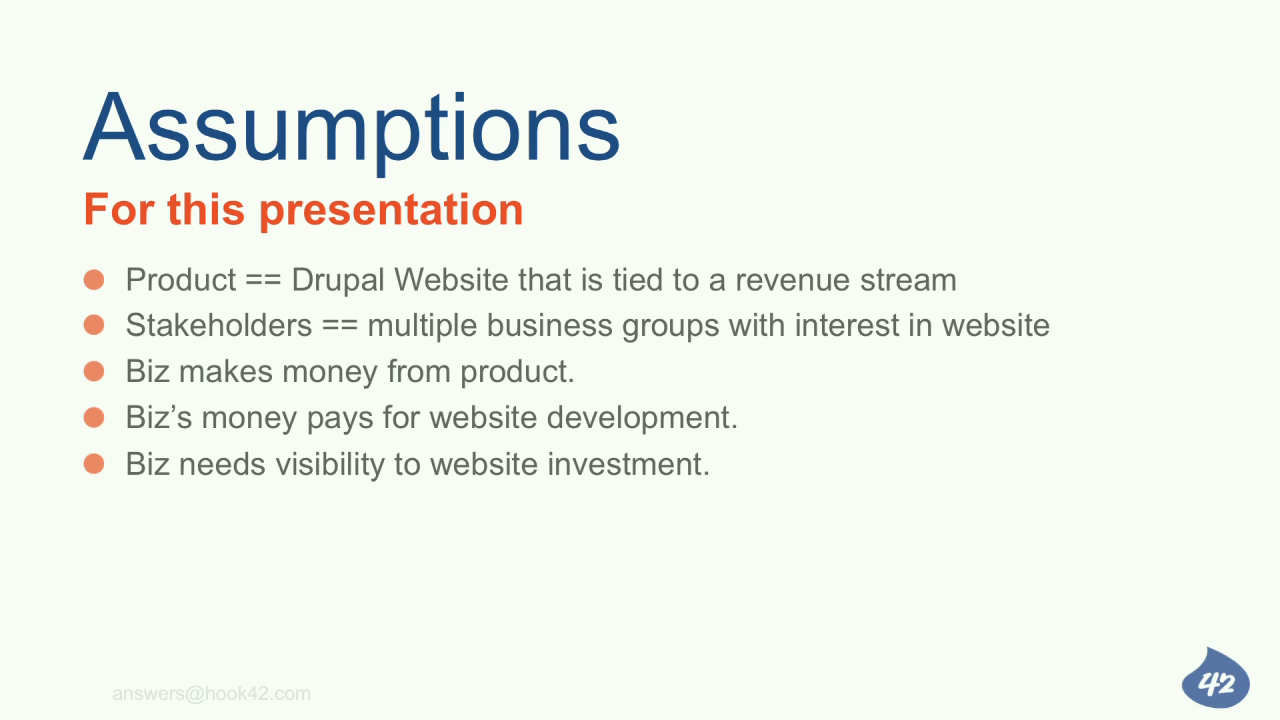 Assumptions
For this presentation
Product == Drupal Website that is tied to a revenue stream
Stakeholders == multiple business groups with interest in website
Biz makes money from product.
Biz’s money pays for website development.
Biz needs visibility to website investment.
answers@hook42.com
42